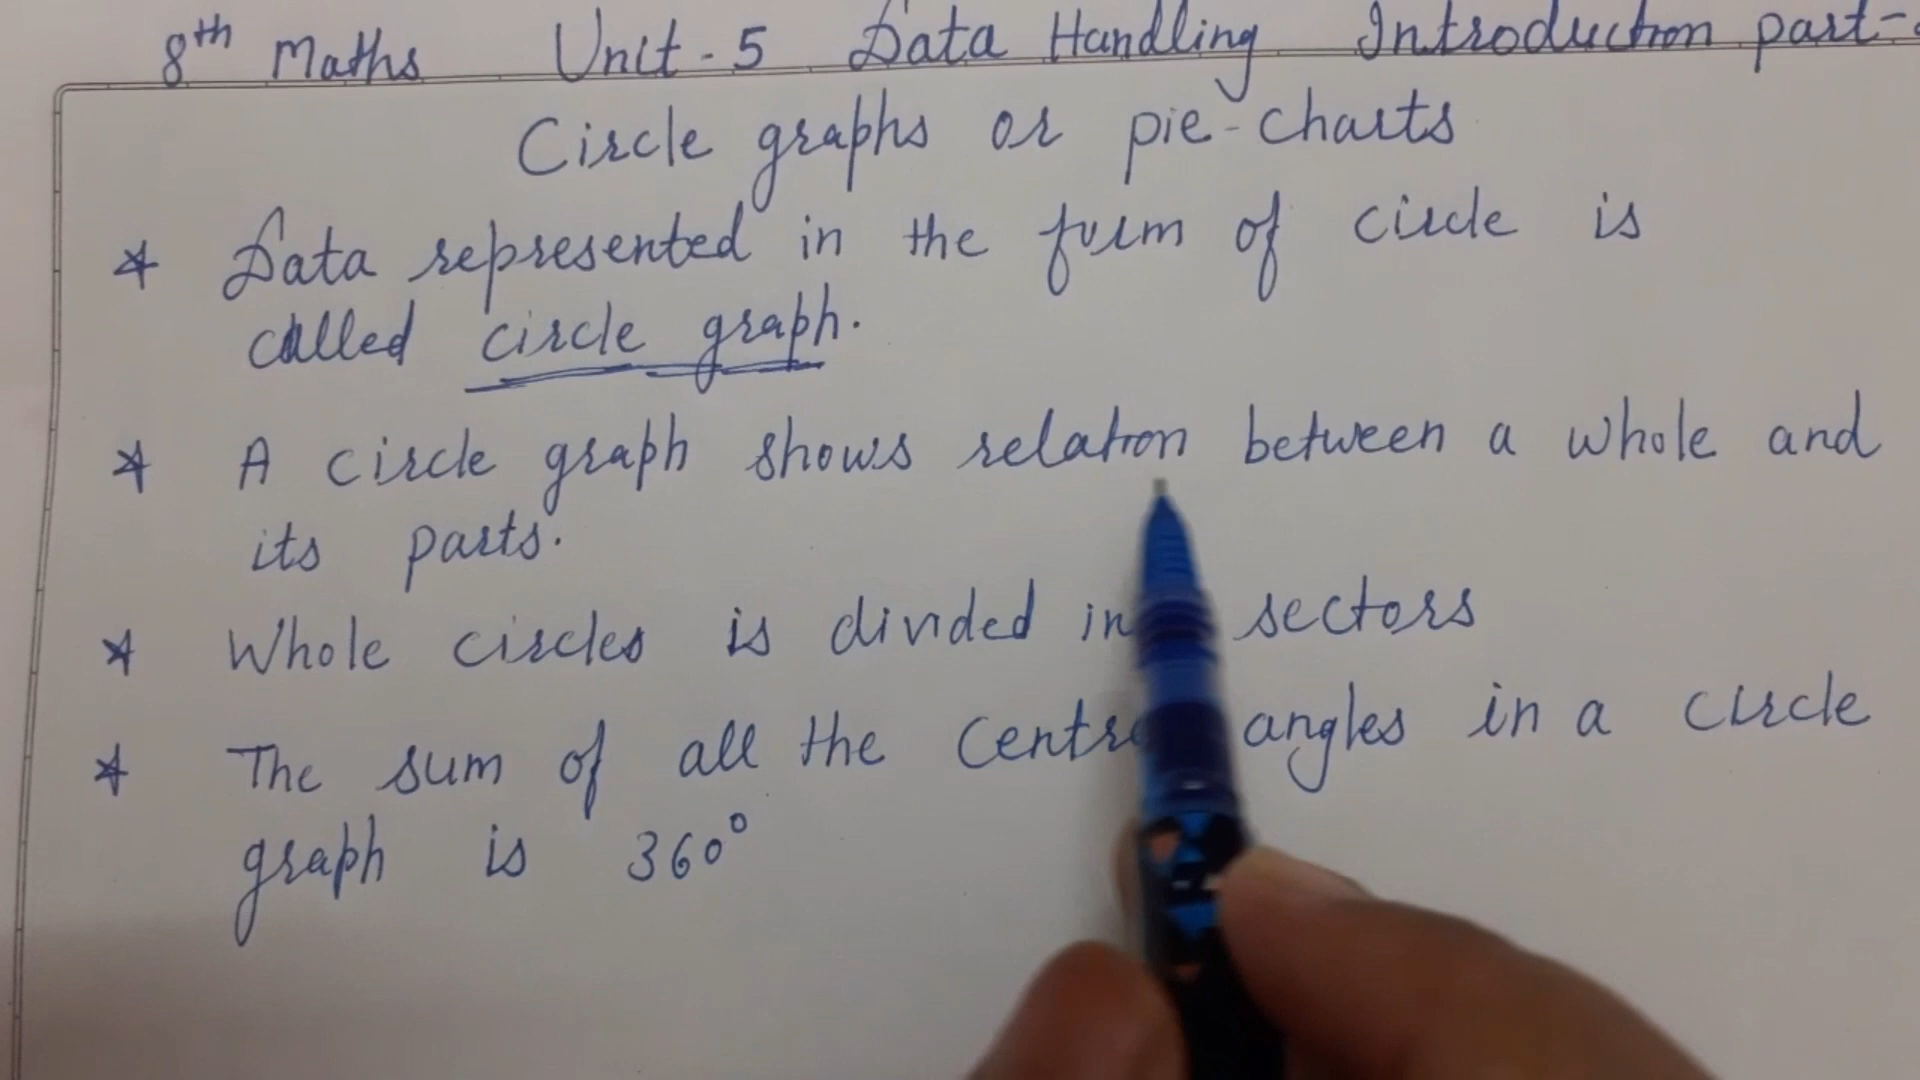 8th Maths Unit-5 Data Handling Introduction part-
Circle graphs or pie-charts
* Data represented in the form of circle is
called circle graph.
* A circle graph shows relation between a whole and
its parts.
* Whole circles is divided in sectors
* The sum of all the angles in a circle
graph is 360°